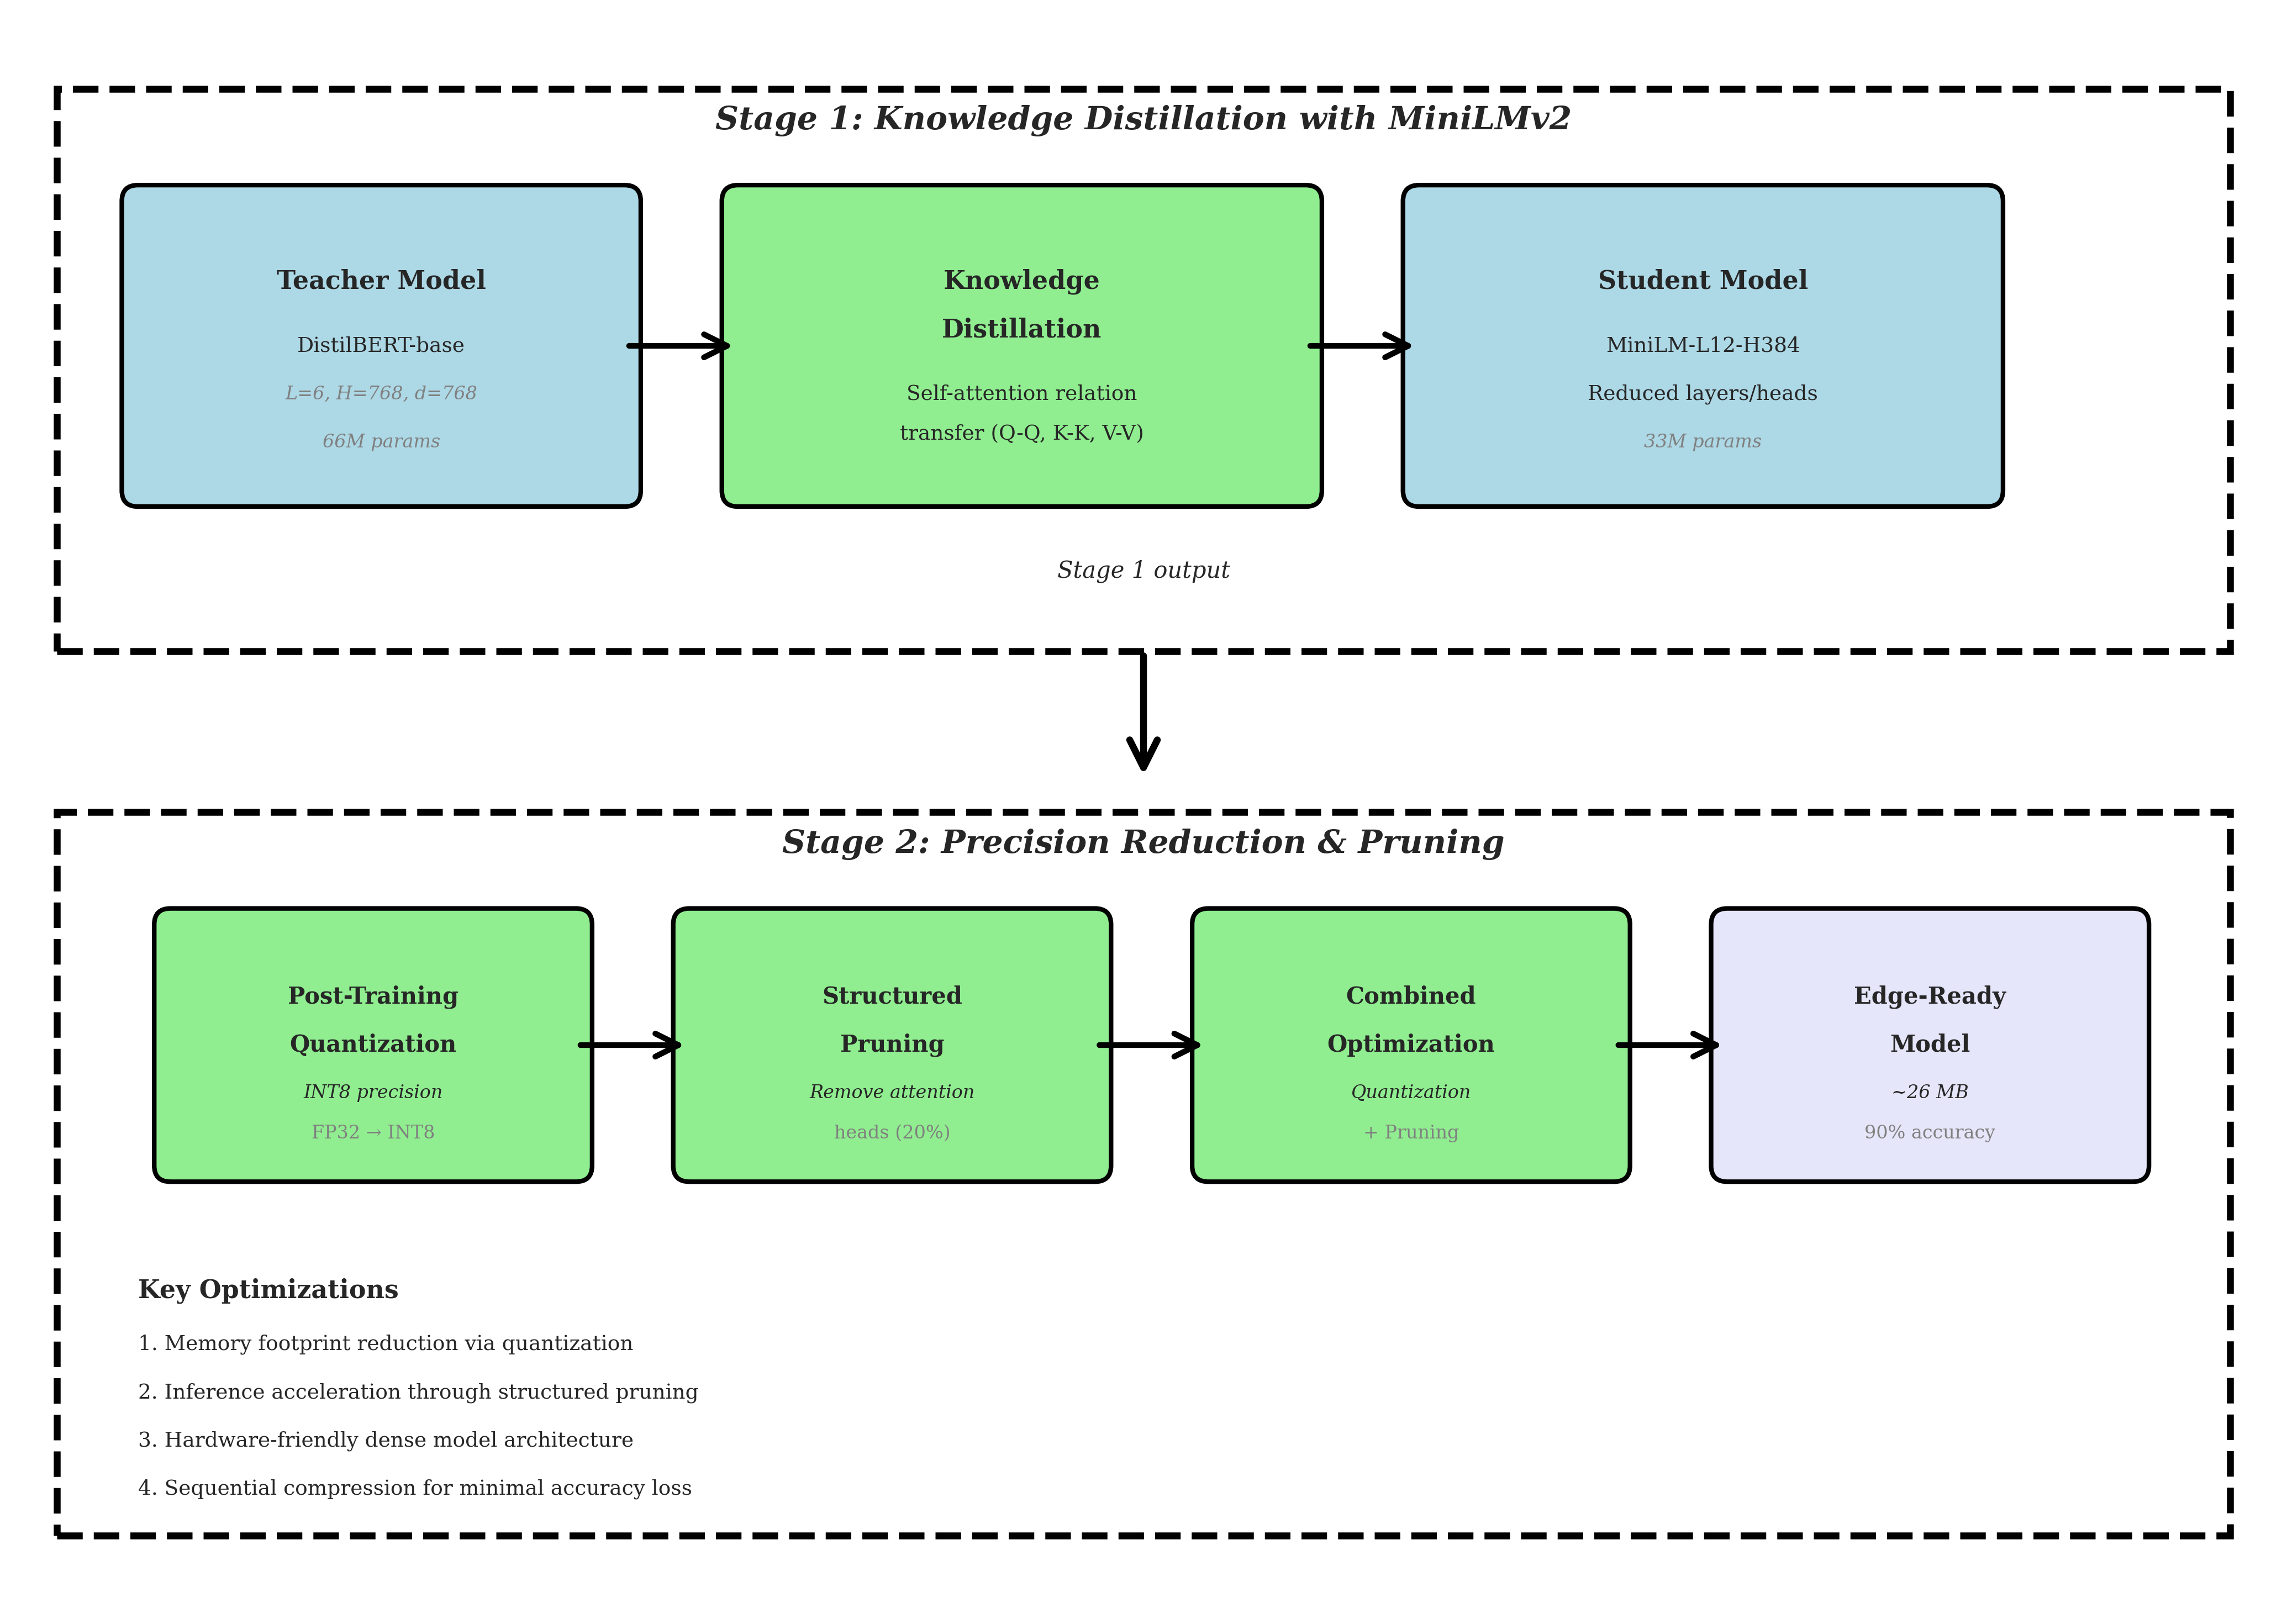 Stage 1: Knowledge Distillation with MiniLMv2
Teacher Model
DistilBERT-base
L=6, H=768, d=768
66M params
Knowledge
Distillation
Self-attention relation
transfer (Q-Q, K-K, V-V)
Student Model
MiniLM-L12-H384
Reduced layers/heads
33M params
Stage 1 output
Stage 2: Precision Reduction & Pruning
Post-Training
Quantization
INT8 precision
FP32 → INT8
Structured
Pruning
Remove attention
heads (20%)
Combined
Optimization
Quantization
+ Pruning
Edge-Ready
Model
~26 MB
90% accuracy
Key Optimizations
1. Memory footprint reduction via quantization
2. Inference acceleration through structured pruning
3. Hardware-friendly dense model architecture
4. Sequential compression for minimal accuracy loss